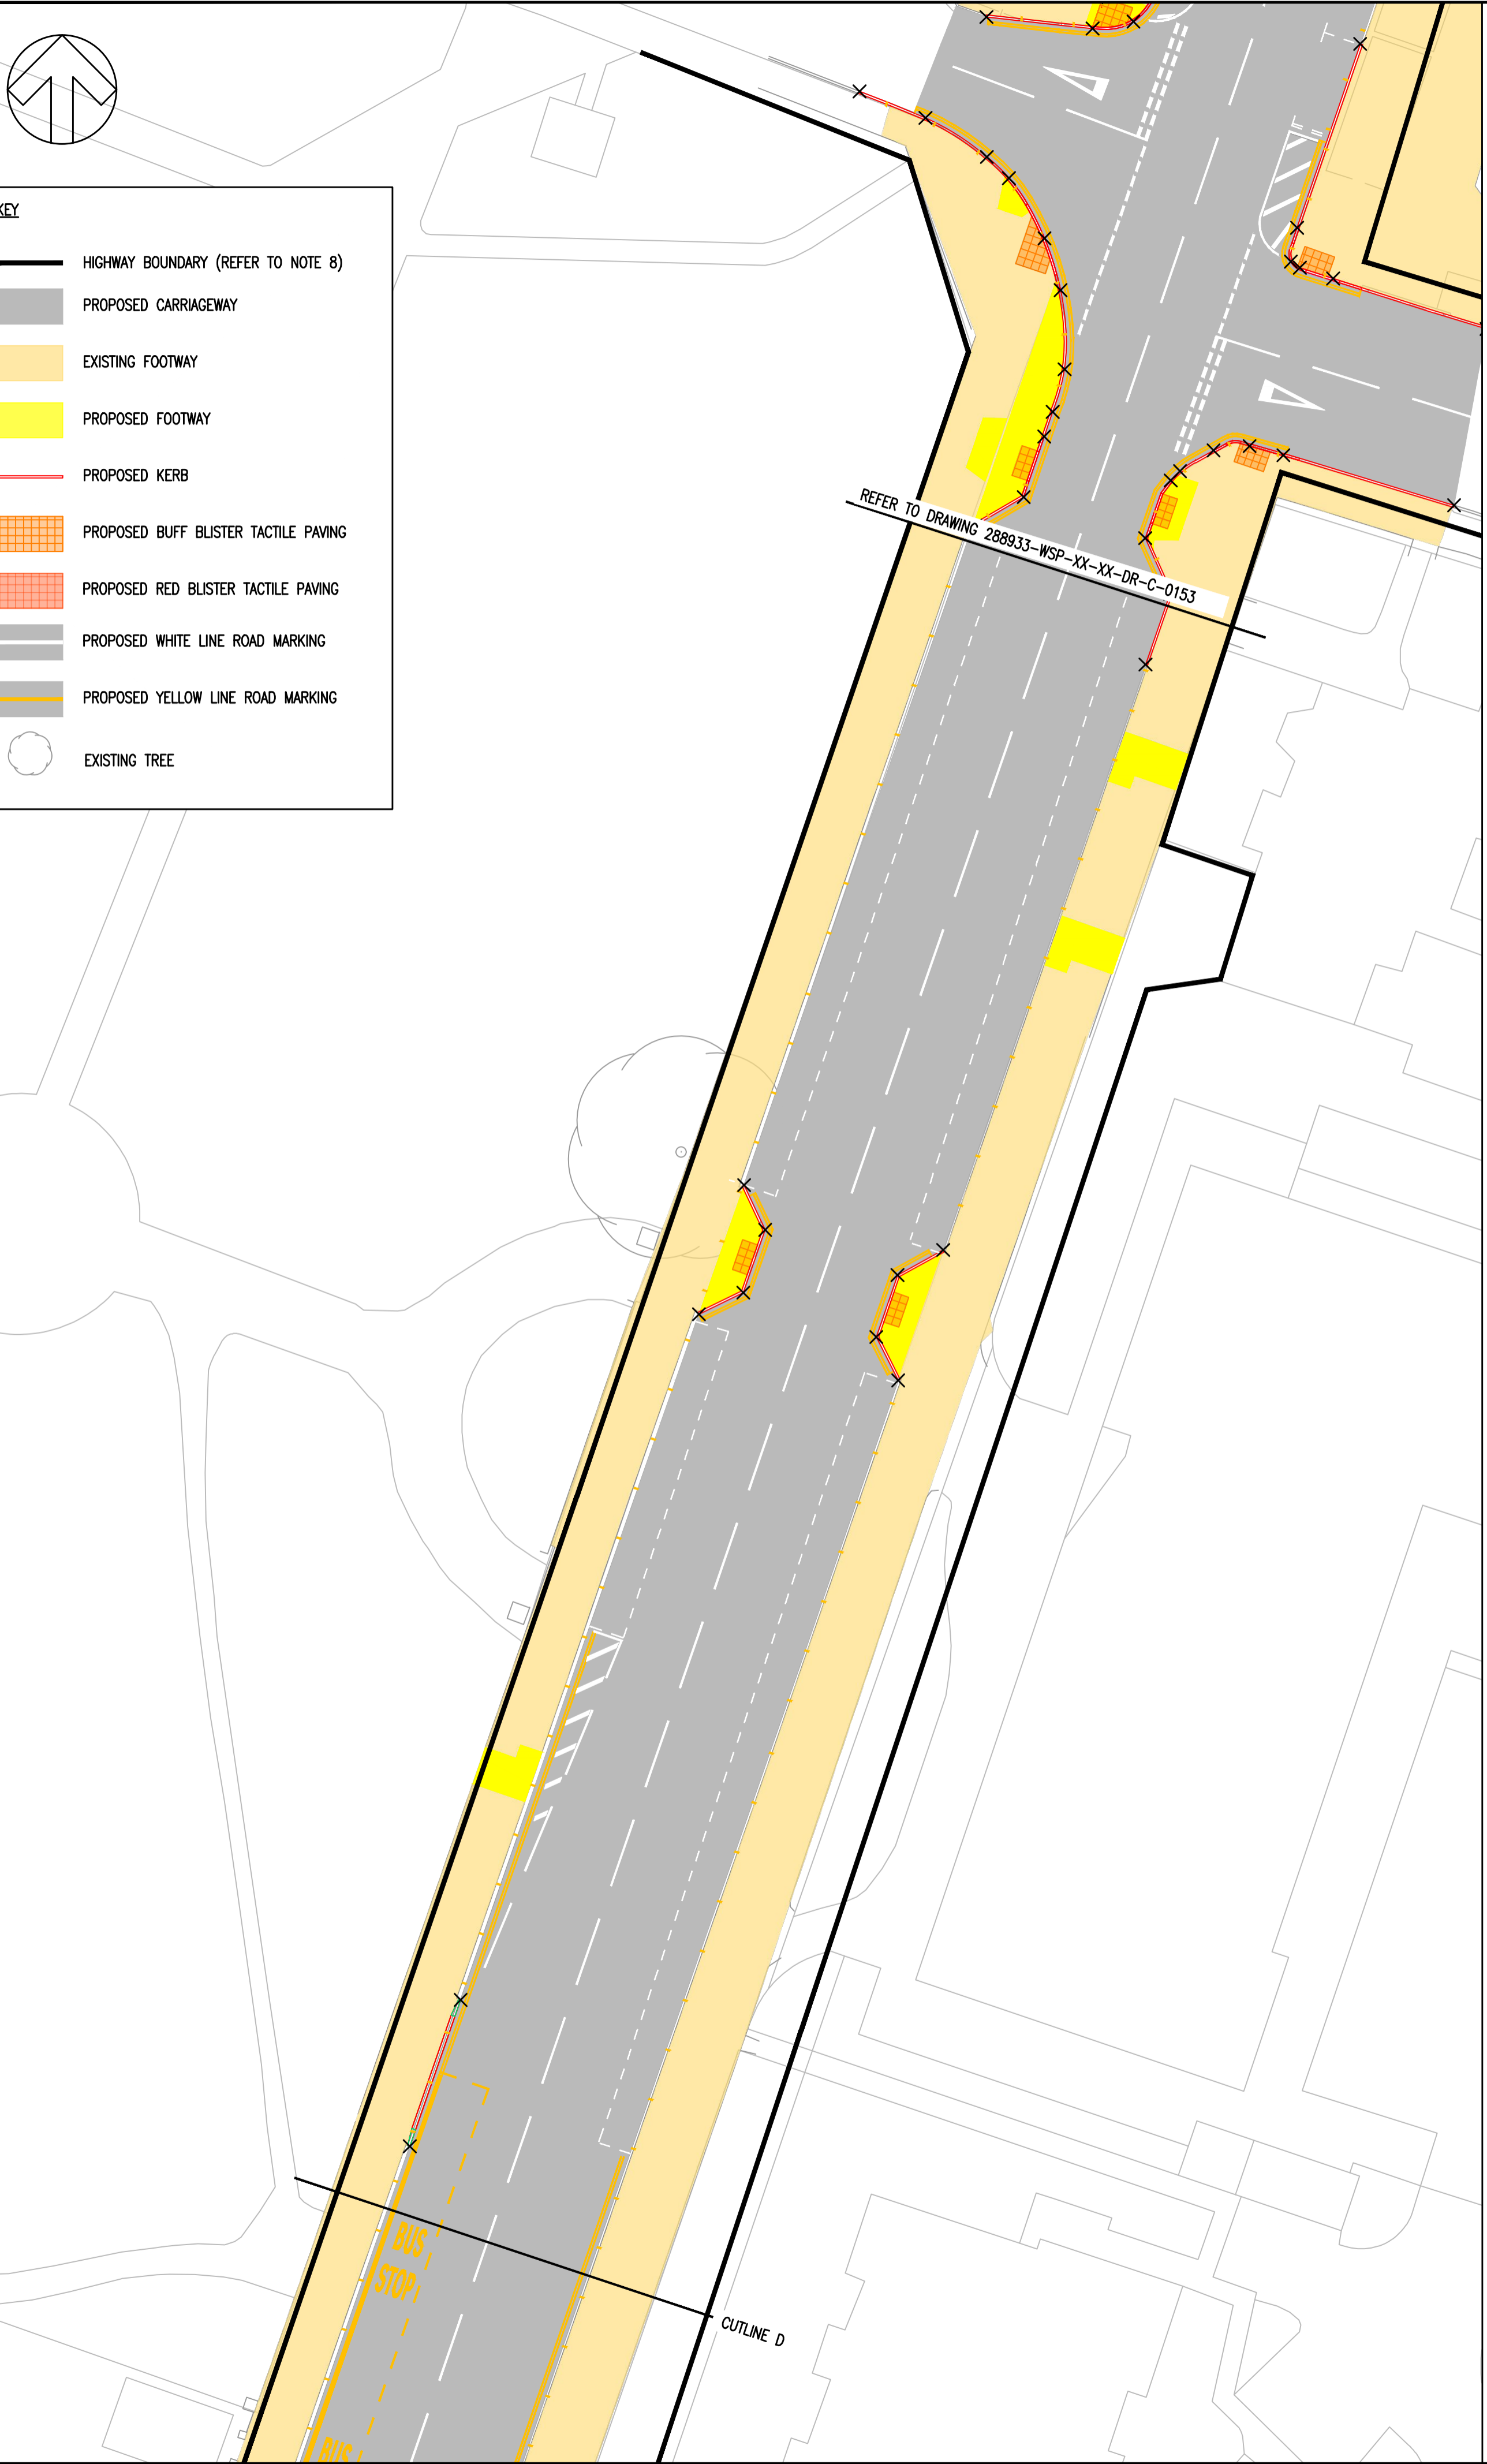 KEY
HIGHWAY BOUNDARY (REFER TO NOTE 8)
PROPOSED CARRIAGEWAY
EXISTING FOOTWAY
PROPOSED FOOTWAY
PROPOSED KERB
PROPOSED BUFF BLISTER TACTILE PAVING
PROPOSED RED BLISTER TACTILE PAVING
PROPOSED WHITE LINE ROAD MARKING
PROPOSED YELLOW LINE ROAD MARKING
EXISTING TREE
REFER TO DRAWING 288933-WSP-XX-XX-DR-C-0153
BUS
STOP
CUTLINE D
BUS